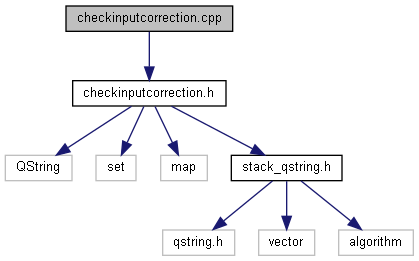 checkinputcorrection.cpp
checkinputcorrection.h
QString
set
map
stack_qstring.h
qstring.h
vector
algorithm